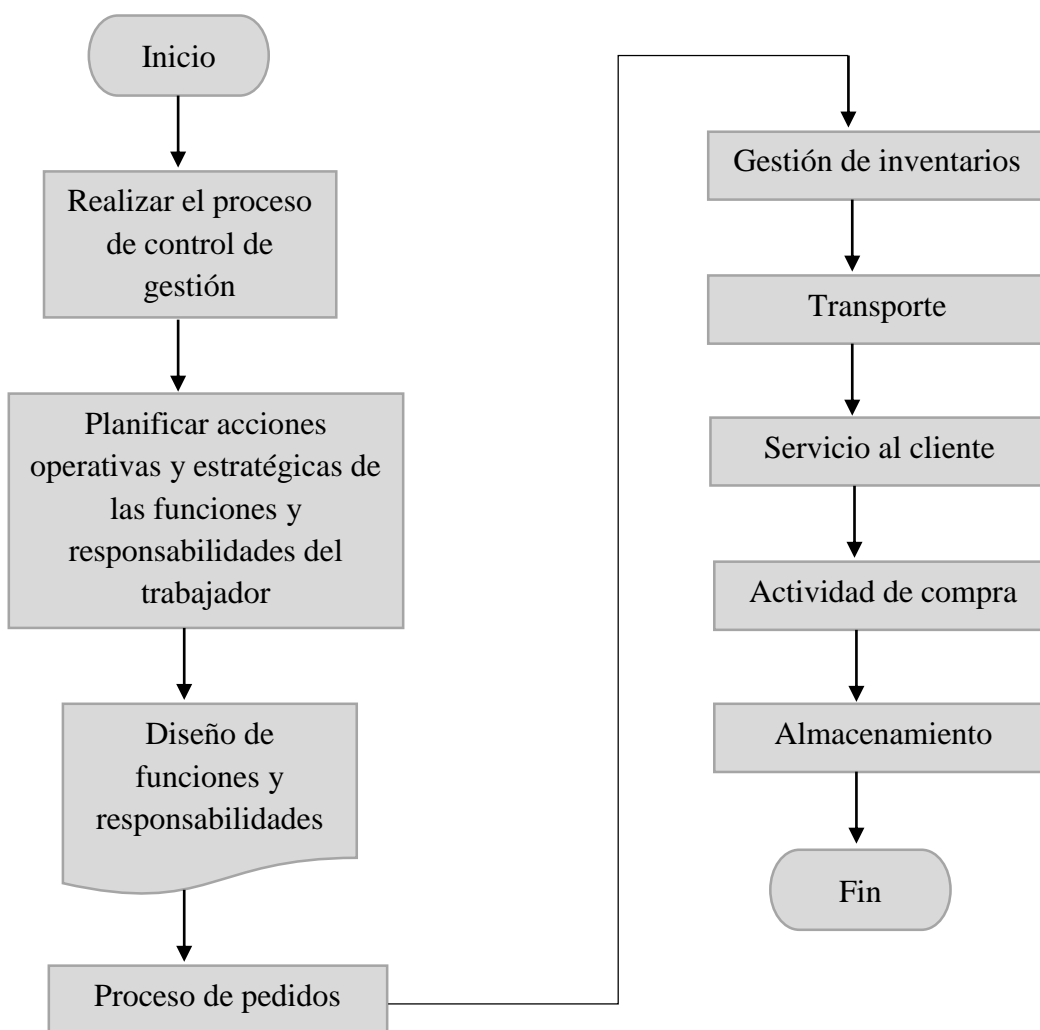 Inicio
Realizar el proceso
de control de
gestión
Planificar acciones
operativas y estratégicas de
las funciones y
responsabilidades del
trabajador
Diseño de
funciones y
responsabilidades
Proceso de pedidos
Gestión de inventarios
Transporte
Servicio al cliente
Actividad de compra
Almacenamiento
Fin